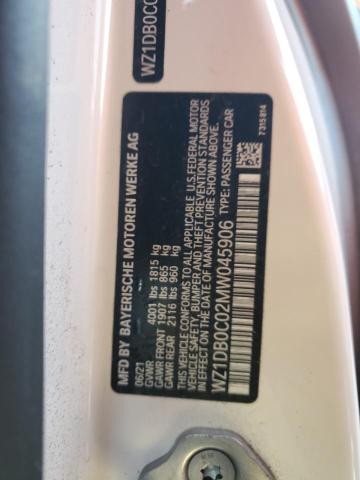 WZ1DB0C0
MFD BY BAYERISCHE MOTOREN WERKE AG
06/21
GVWR 4001 lbs 1815 kg
GAWR FRONT 1907 lbs 865 kg
GAWR REAR 2116 lbs 960 kg
THIS VEHICLE CONFORMS TO ALL APPLICABLE U.S.FEDERAL MOTOR
VEHICLE SAFETY, BUMPER AND THEFT PREVENTION STANDARDS
IN EFFECT ON THE DATE OF MANUFACTURE SHOWN ABOVE.
WZ1DB0C02MW045906 TYPE: PASSENGER CAR
7315814